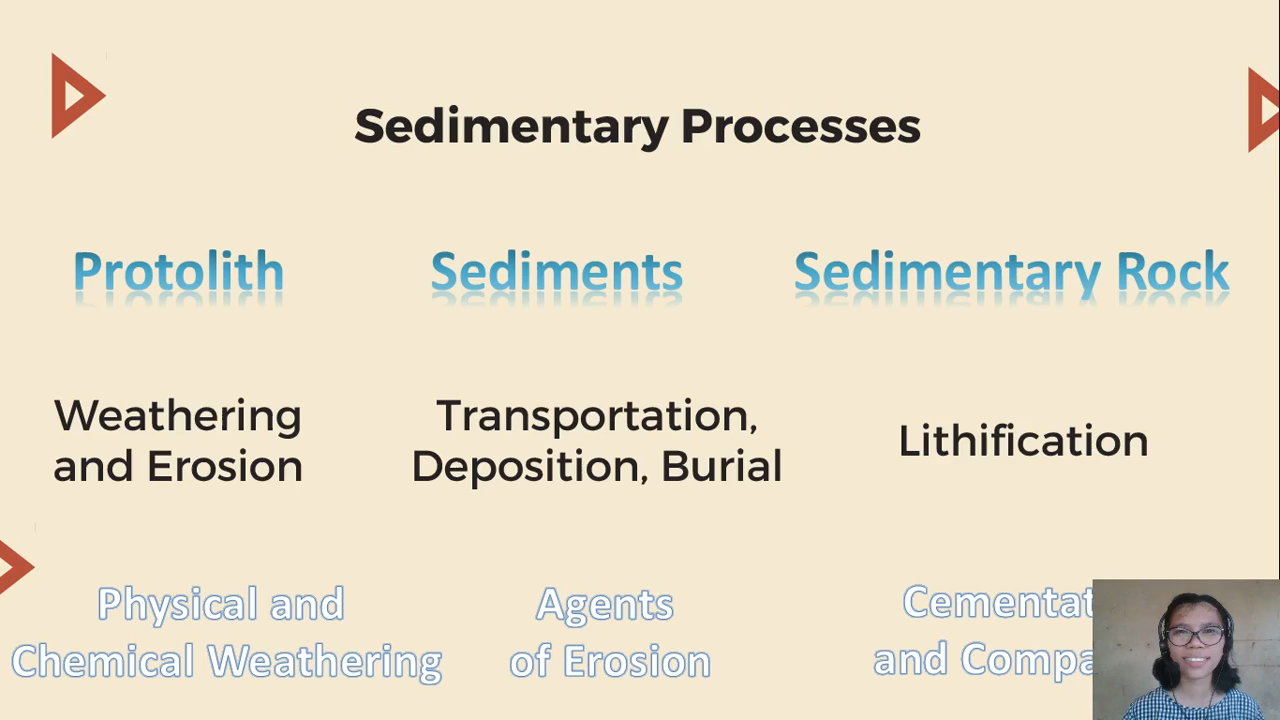 Sedimentary Processes
Protolith
Sediments
Sedimentary Rock
Weathering
and Erosion
Transportation,
Deposition, Burial
Lithification
Physical and
Chemical Weathering
Agents
of Erosion
and